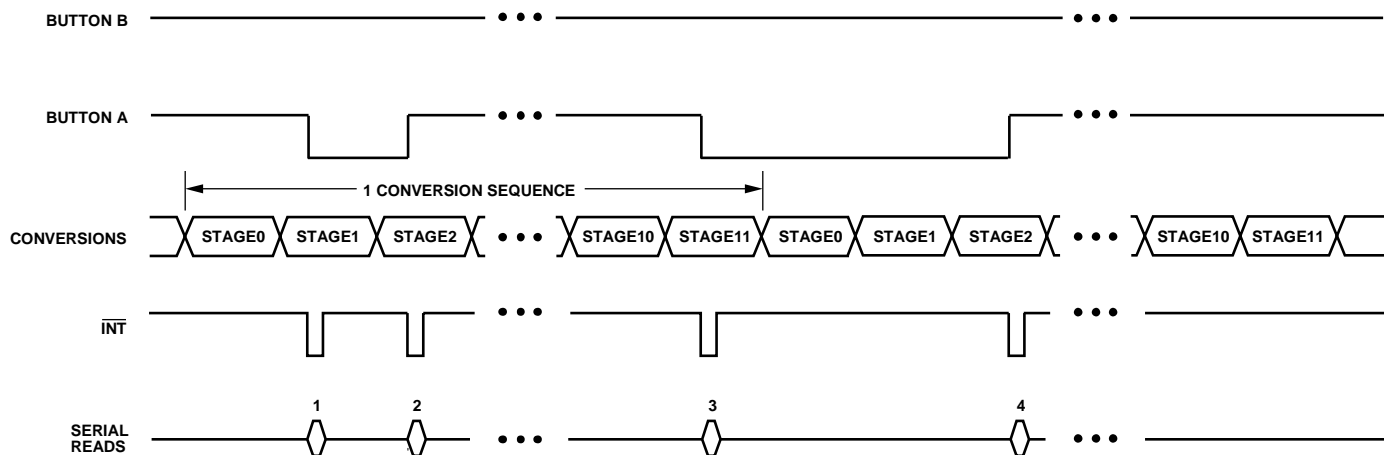 BUTTON B
BUTTON A
1 CONVERSION SEQUENCE
CONVERSIONS STAGE0 STAGE1 STAGE2 STAGE10 STAGE11 STAGE0 STAGE1 STAGE2 STAGE10 STAGE11
INT
1 2 3 4
SERIAL
READS